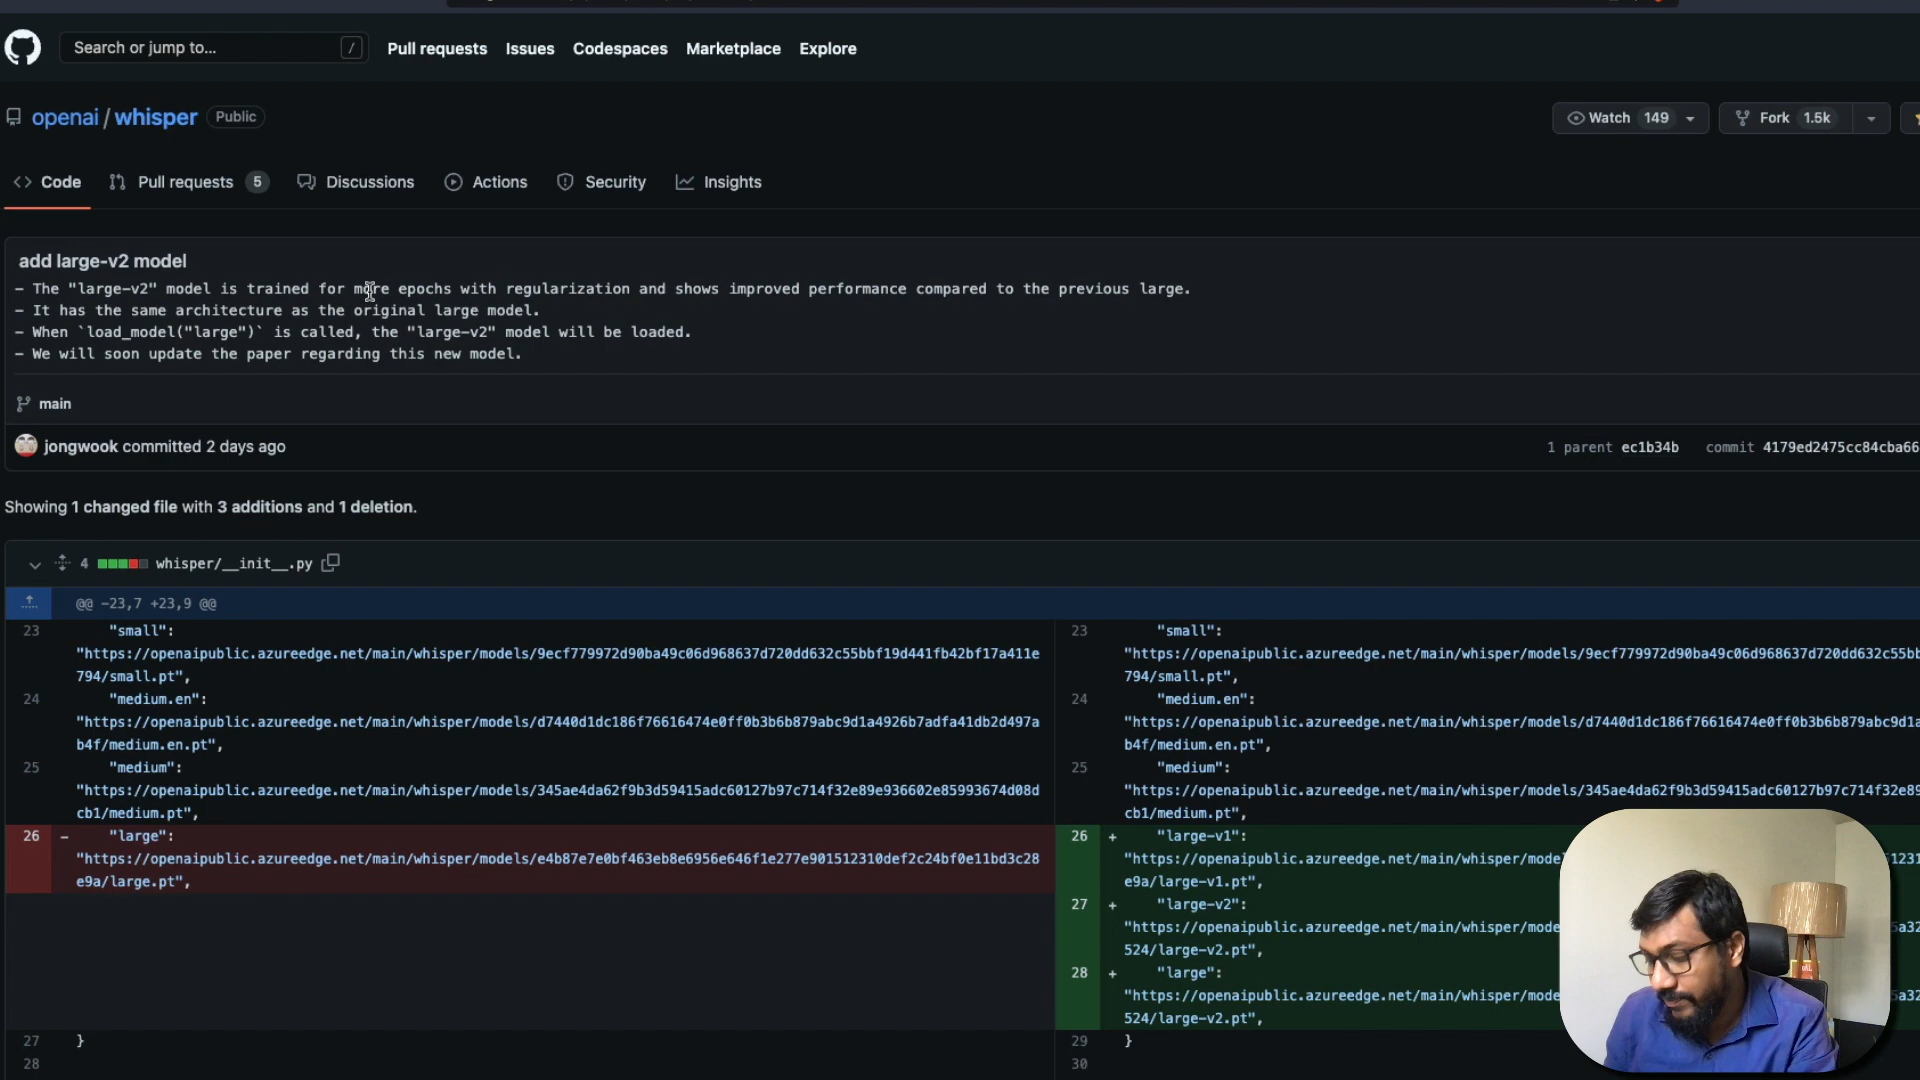 Search or jump to... /
Pull requests Issues Codespaces Marketplace Explore
openai / whisper Public
Watch 149 Fork 1.5k
Code Pull requests 5 Discussions Actions Security Insights
add large-v2 model
- The "large-v2" model is trained for more epochs with regularization and shows improved performance compared to the previous large.
- It has the same architecture as the original large model.
- When `load_model("large")` is called, the "large-v2" model will be loaded.
- We will soon update the paper regarding this new model.
main
jongwook committed 2 days ago
1 parent ec1b34b commit 4179ed2475cc84cba66
Showing 1 changed file with 3 additions and 1 deletion.
4 whisper/__init__.py
@@ -23,7 +23,9 @@
23 "small":
"https://openaipublic.azureedge.net/main/whisper/models/9ecf779972d90ba49c06d968637d720dd632c55bbf19d441fb42bf17a411e
794/small.pt",
24 "medium.en":
"https://openaipublic.azureedge.net/main/whisper/models/d7440d1dc186f76616474e0ff0b3b6b879abc9d1a4926b7adfa41db2d497a
b4f/medium.en.pt",
25 "medium":
"https://openaipublic.azureedge.net/main/whisper/models/345ae4da62f9b3d59415adc60127b97c714f32e89e936602e85993674d08d
cb1/medium.pt",
26 - "large":
"https://openaipublic.azureedge.net/main/whisper/models/e4b87e7e0bf463eb8e6956e646f1e277e901512310def2c24bf0e11bd3c28
e9a/large.pt",
27 }
28
23 "small":
"https://openaipublic.azureedge.net/main/whisper/models/9ecf779972d90ba49c06d968637d720dd632c55bb
794/small.pt",
24 "medium.en":
"https://openaipublic.azureedge.net/main/whisper/models/d7440d1dc186f76616474e0ff0b3b6b879abc9d1a
b4f/medium.en.pt",
25 "medium":
"https://openaipublic.azureedge.net/main/whisper/models/345ae4da62f9b3d59415adc60127b97c714f32e89
cb1/medium.pt",
26 + "large-v1":
"https://openaipublic.azureedge.net/main/whisper/mode
e9a/large-v1.pt",
27 + "large-v2":
"https://openaipublic.azureedge.net/main/whisper/mode
524/large-v2.pt",
28 + "large":
"https://openaipublic.azureedge.net/main/whisper/mode
524/large-v2.pt",
29 }
30